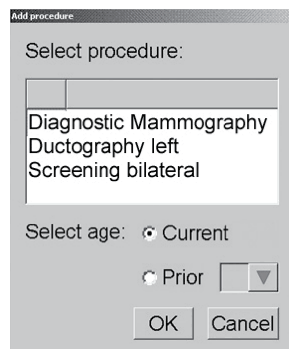 Add procedure
Select procedure:
Diagnostic Mammography
Ductography left
Screening bilateral
Select age: Current
Prior
OK Cancel